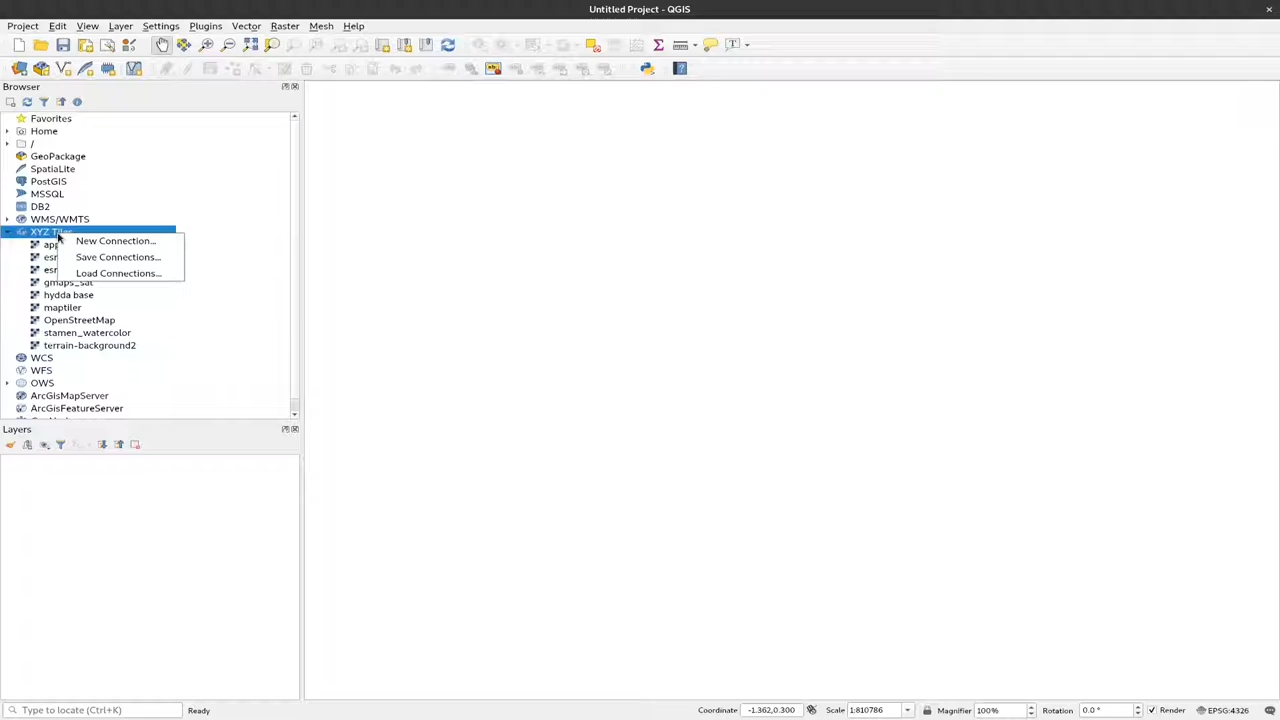 Untitled Project - QGIS
Project Edit View Layer Settings Plugins Vector Raster Mesh Help
Browser
Favorites
Home
/
GeoPackage
SpatiaLite
PostGIS
MSSQL
DB2
WMS/WMTS
XYZ Tiles
New Connection...
Save Connections...
Load Connections...
gmaps_sat
hydda base
maptiler
OpenStreetMap
stamen_watercolor
terrain-background2
WCS
WFS
OWS
ArcGisMapServer
ArcGisFeatureServer
Layers
Type to locate (Ctrl+K) Ready Coordinate -1.362,0.300 Scale 1:810786 Magnifier 100% Rotation 0.0 ° Render EPSG:4326